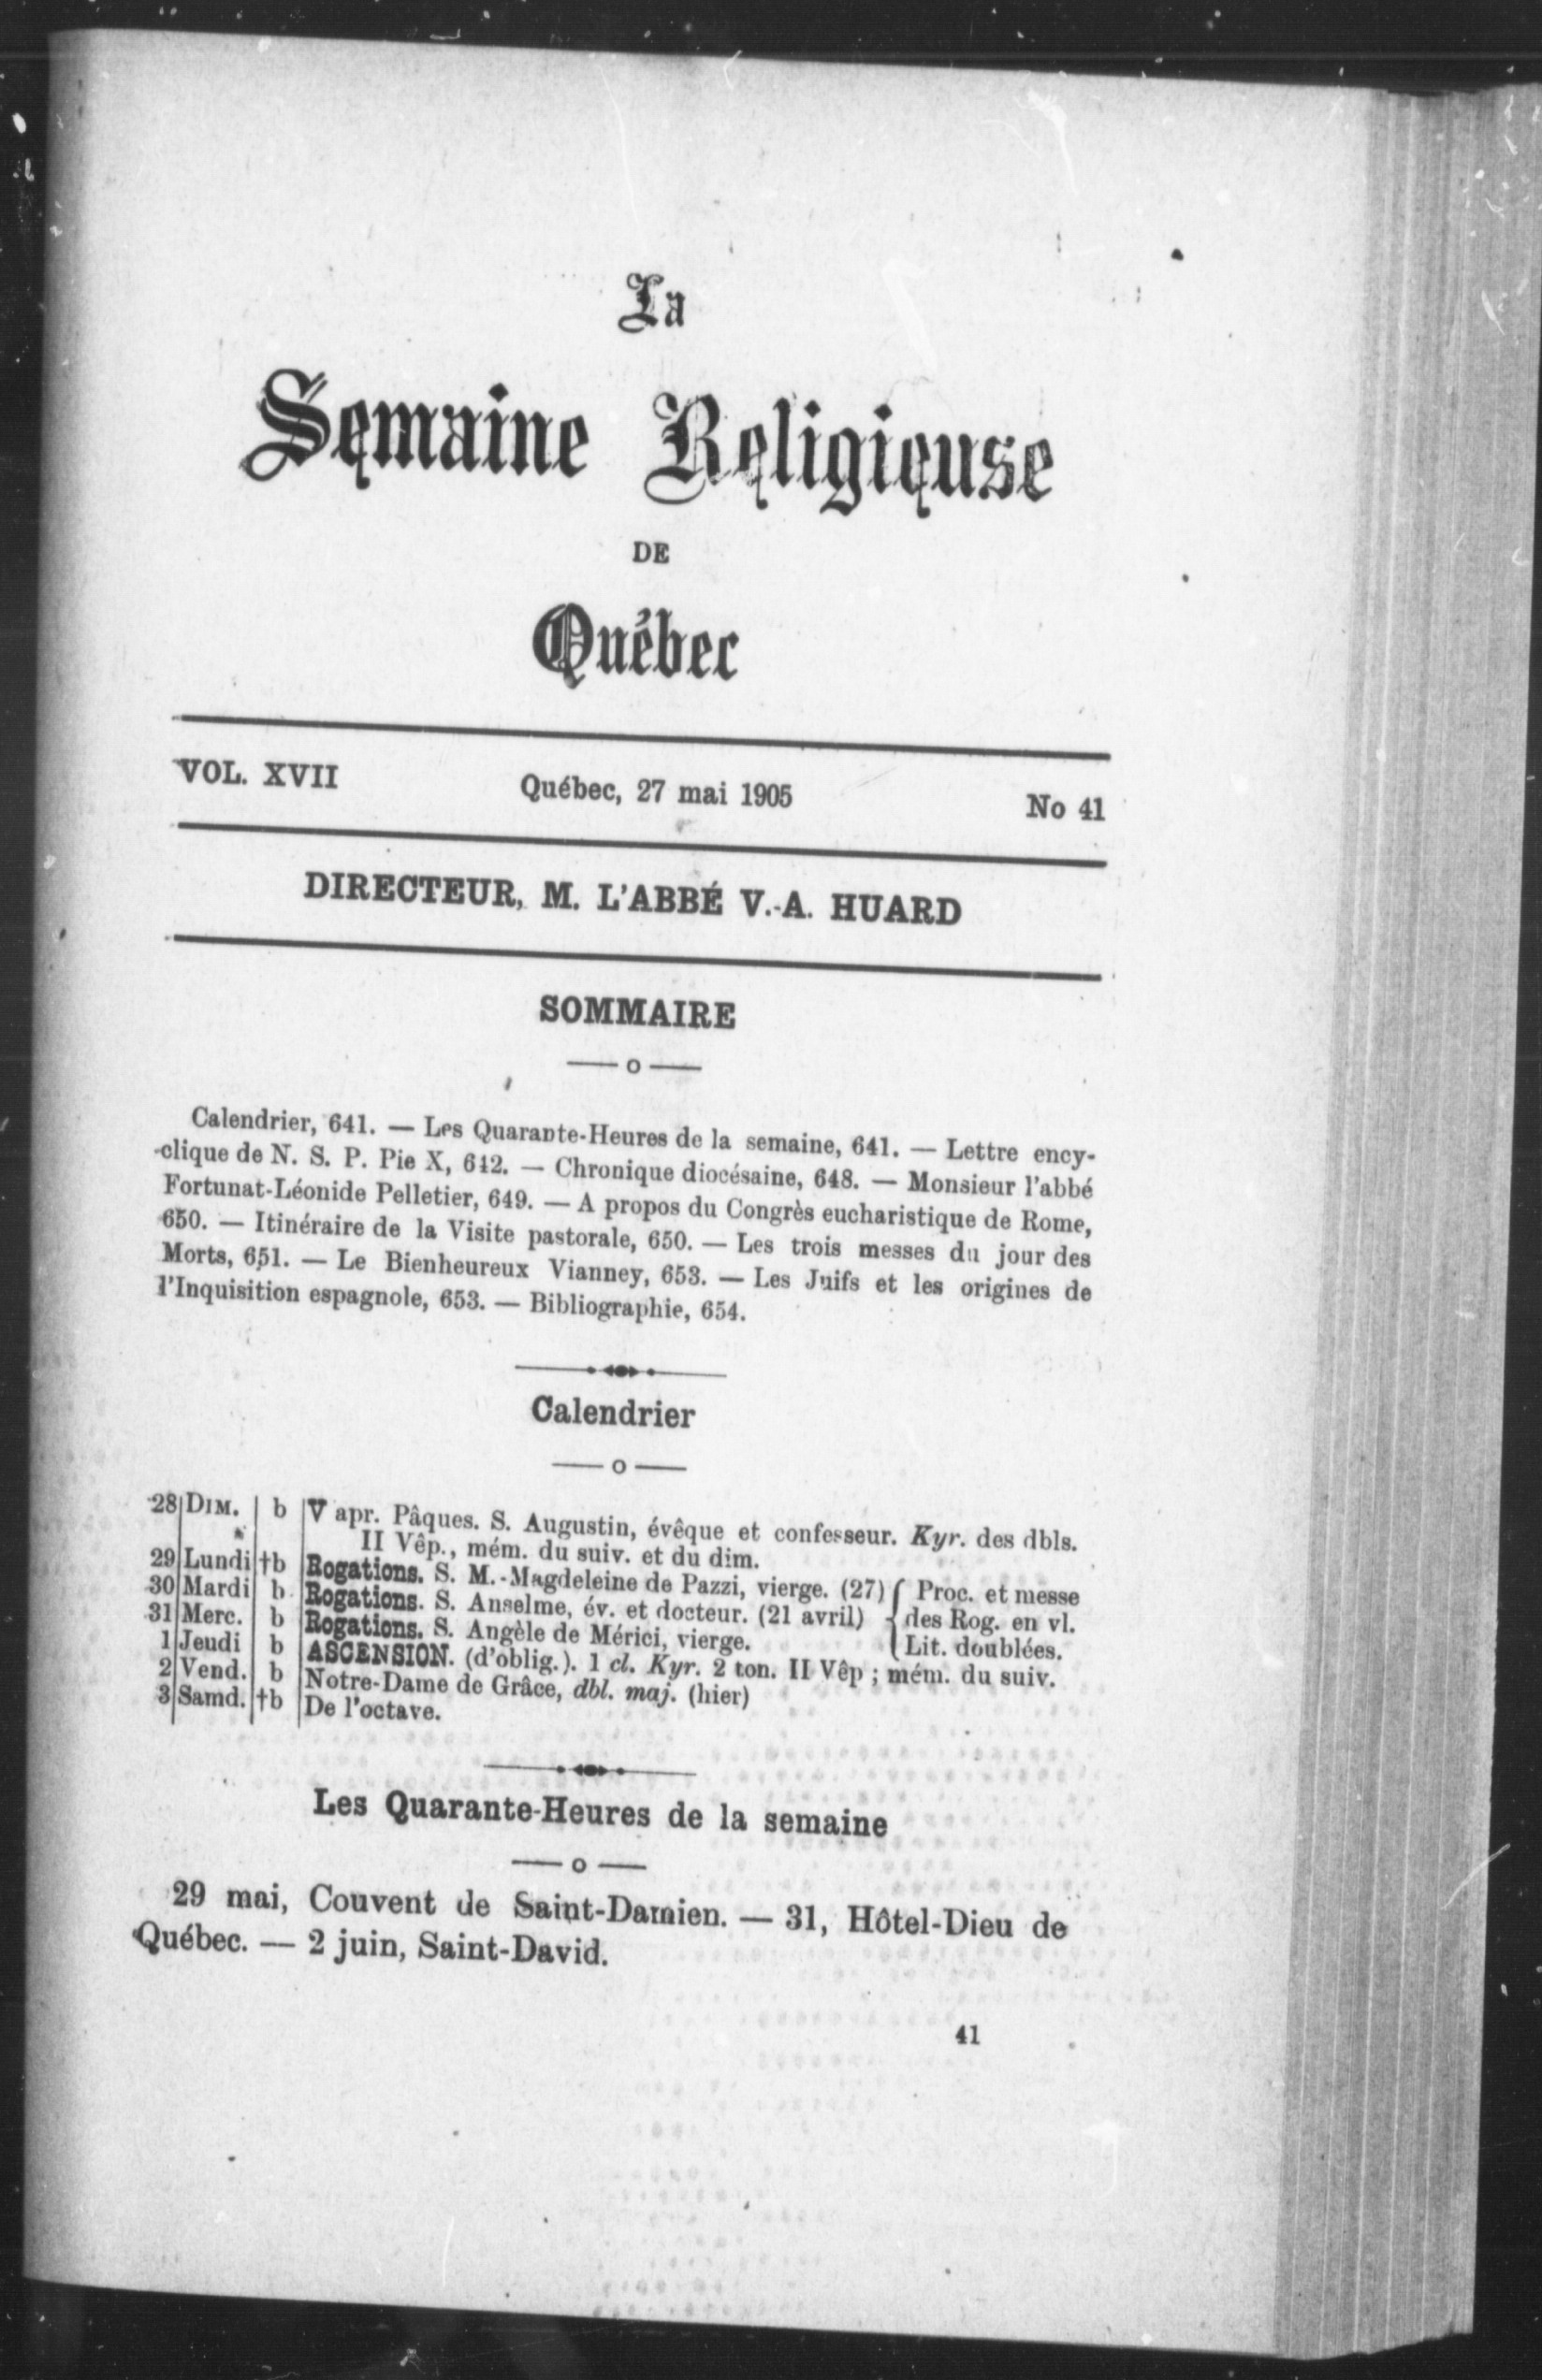 La
Semaine Religieuse
DE
Québec
VOL. XVII Québec, 27 mai 1905 No 41
DIRECTEUR, M. L'ABBÉ V.-A. HUARD
SOMMAIRE
— o —
Calendrier, 641. — Les Quarante-Heures de la semaine, 641. — Lettre ency-
clique de N. S. P. Pie X, 642. — Chronique diocésaine, 648. — Monsieur l'abbé
Fortunat-Léonide Pelletier, 649. — A propos du Congrès eucharistique de Rome,
650. — Itinéraire de la Visite pastorale, 650. — Les trois messes du jour des
Morts, 651. — Le Bienheureux Vianney, 653. — Les Juifs et les origines de
l'Inquisition espagnole, 653. — Bibliographie, 654.
Calendrier
— o —
28 DIM. b V apr. Pâques. S. Augustin, évêque et confesseur. Kyr. des dbls.
II Vêp., mém. du suiv. et du dim.
29 Lundi †b Rogations. S. M.-Magdeleine de Pazzi, vierge. (27) { Proc. et messe
30 Mardi b Rogations. S. Anselme, év. et docteur. (21 avril) des Rog. en vl.
31 Merc. b Rogations. S. Angèle de Mérici, vierge. Lit. doublées.
1 Jeudi b ASCENSION. (d'oblig.). 1 cl. Kyr. 2 ton. II Vêp ; mém. du suiv.
2 Vend. b Notre-Dame de Grâce, dbl. maj. (hier)
3 Samd. †b De l'octave.
Les Quarante-Heures de la semaine
— o —
29 mai, Couvent de Saint-Damien. — 31, Hôtel-Dieu de
Québec. — 2 juin, Saint-David.
41